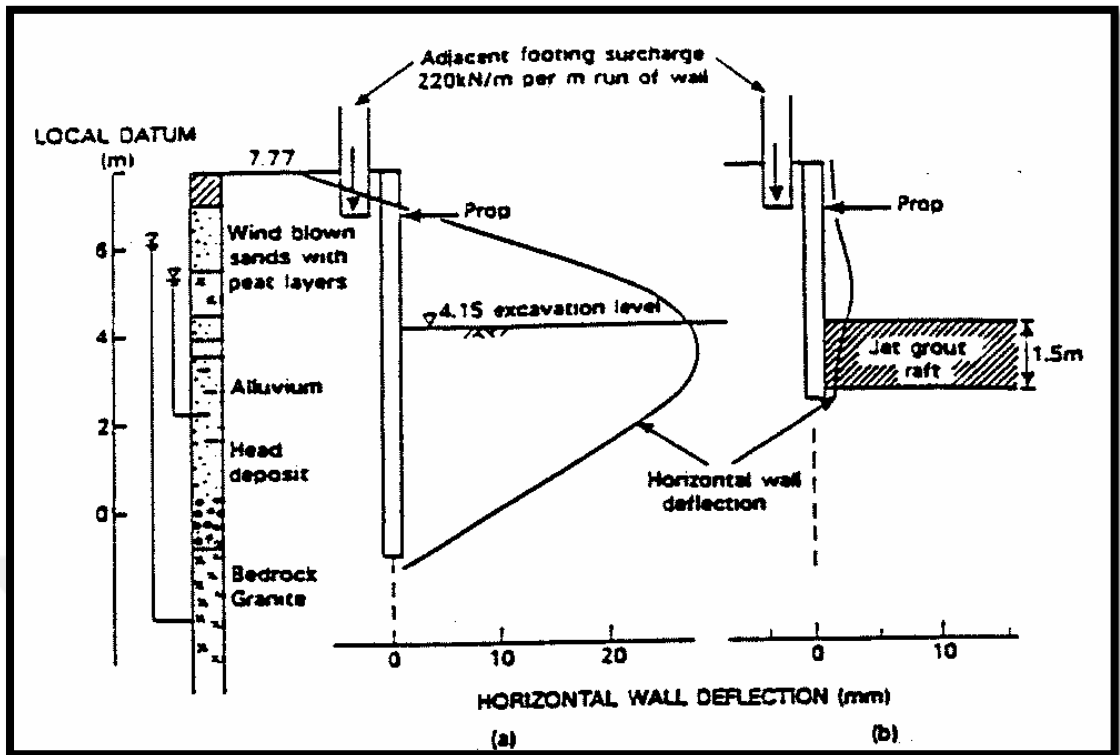 Adjacent footing surcharge
220kN/m per m run of wall
LOCAL DATUM
(m)
7.77
Prop
Prop
6
Wind blown
sands with
peat layers
4.15 excavation level
4
Jet grout
raft
1.5m
Alluvium
2
Head
deposit
Horizontal wall
deflection
0
Bedrock
Granite
0
10
20
0
10
HORIZONTAL WALL DEFLECTION (mm)
(a)
(b)